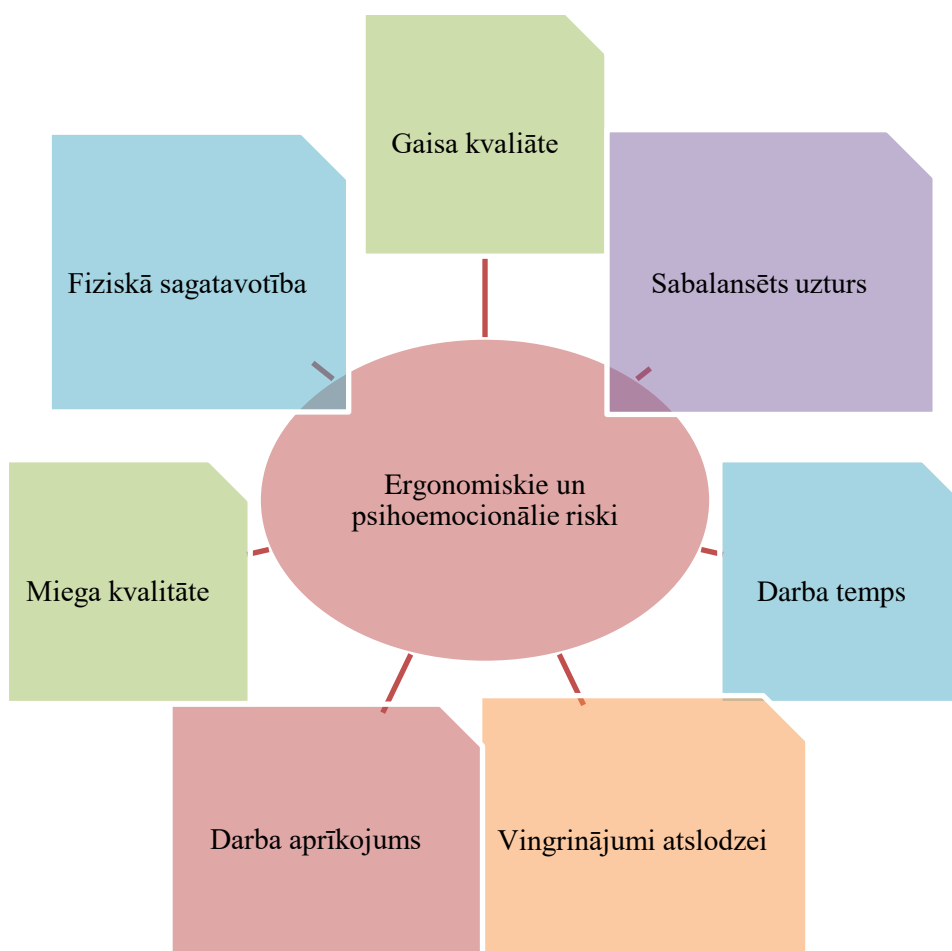 Gaisa kvaliāte
Fiziskā sagatavotība
Sabalansēts uzturs
Ergonomiskie un
psihoemocionālie riski
Miega kvalitāte
Darba temps
Darba aprīkojums
Vingrinājumi atslodzei